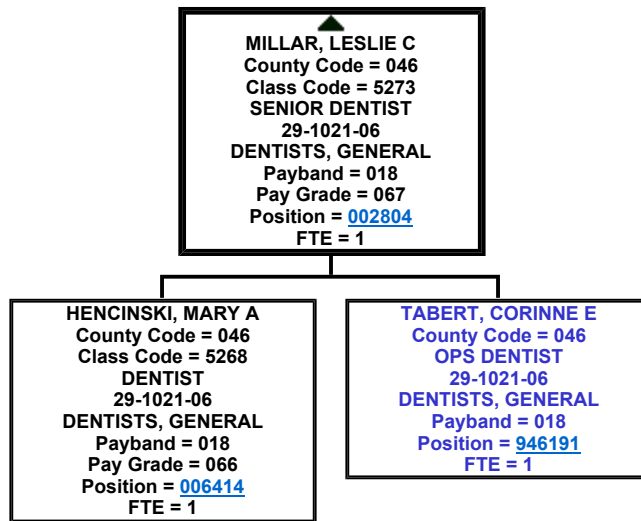 MILLAR, LESLIE C
County Code = 046
Class Code = 5273
SENIOR DENTIST
29-1021-06
DENTISTS, GENERAL
Payband = 018
Pay Grade = 067
Position = 002804
FTE = 1
HENCINSKI, MARY A
County Code = 046
Class Code = 5268
DENTIST
29-1021-06
DENTISTS, GENERAL
Payband = 018
Pay Grade = 066
Position = 006414
FTE = 1
TABERT, CORINNE E
County Code = 046
OPS DENTIST
29-1021-06
DENTISTS, GENERAL
Payband = 018
Position = 946191
FTE = 1